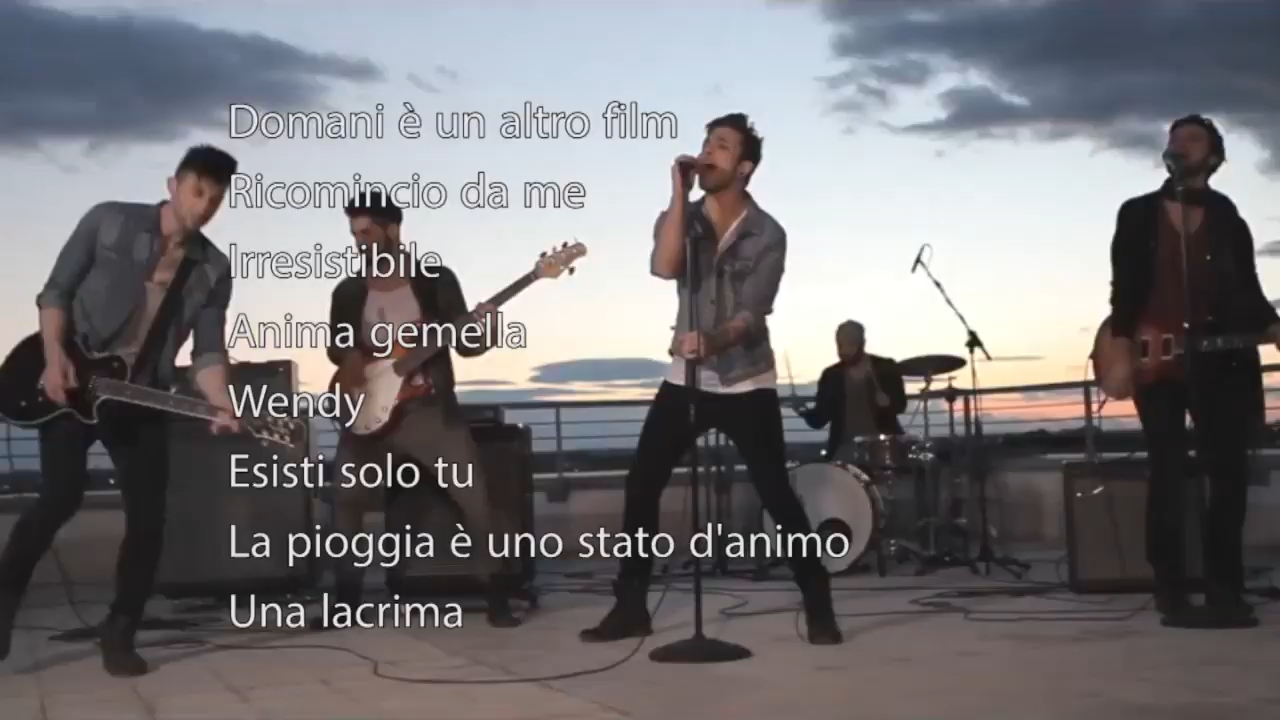 Domani è un altro film
Ricomincio da me
Irresistibile
Anima gemella
Wendy
Esisti solo tu
La pioggia è uno stato d'animo
Una lacrima